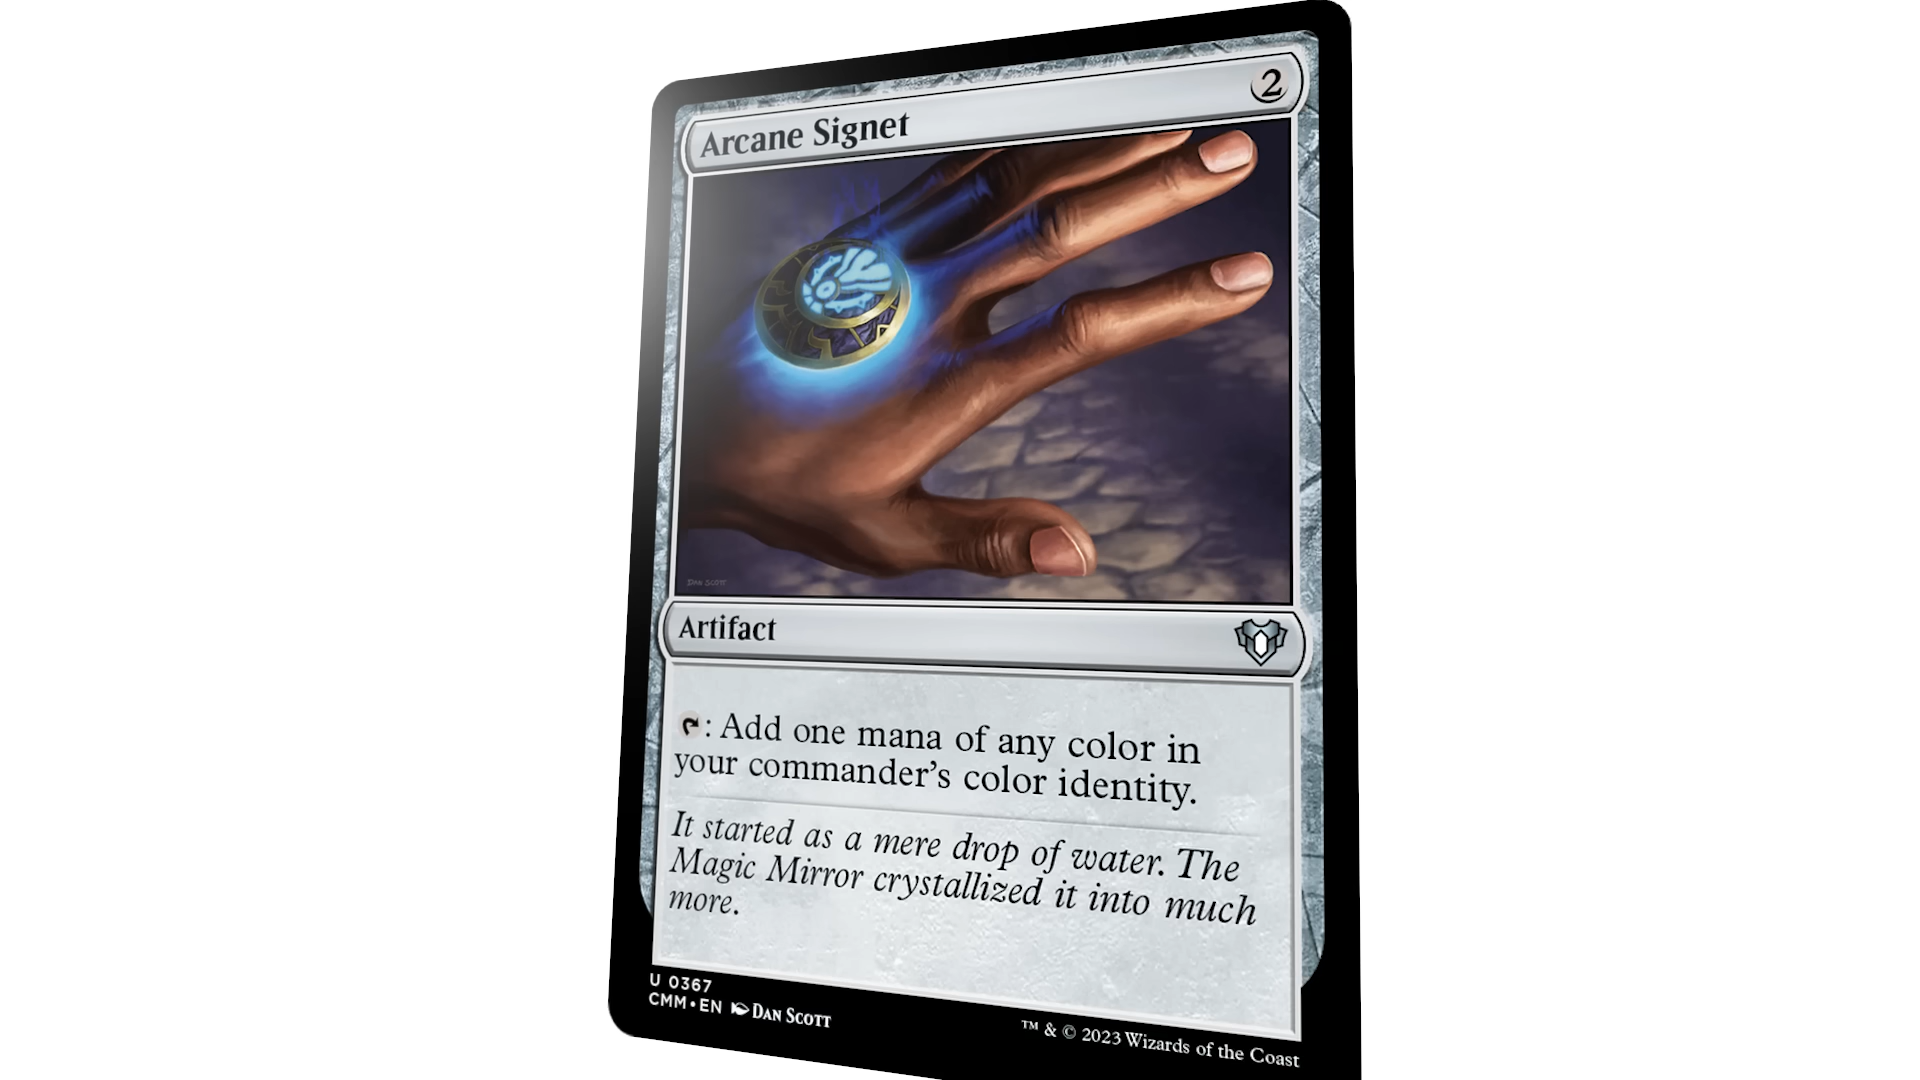 Arcane Signet
2
DAN SCOTT
Artifact
: Add one mana of any color in
your commander’s color identity.
It started as a mere drop of water. The
Magic Mirror crystallized it into much
more.
U 0367
CMM•EN DAN SCOTT
™ & © 2023 Wizards of the Coast